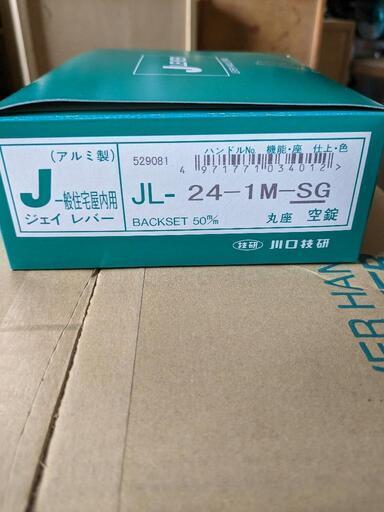 (アルミ製)
J 一般住宅屋内用
ジェイ レバー
529081
ハンドルNo. 機能・座 仕上・色
4 971771 034012 >
JL- 24-1M-SG
BACKSET 50m/m
丸座 空錠
技研 川口技研